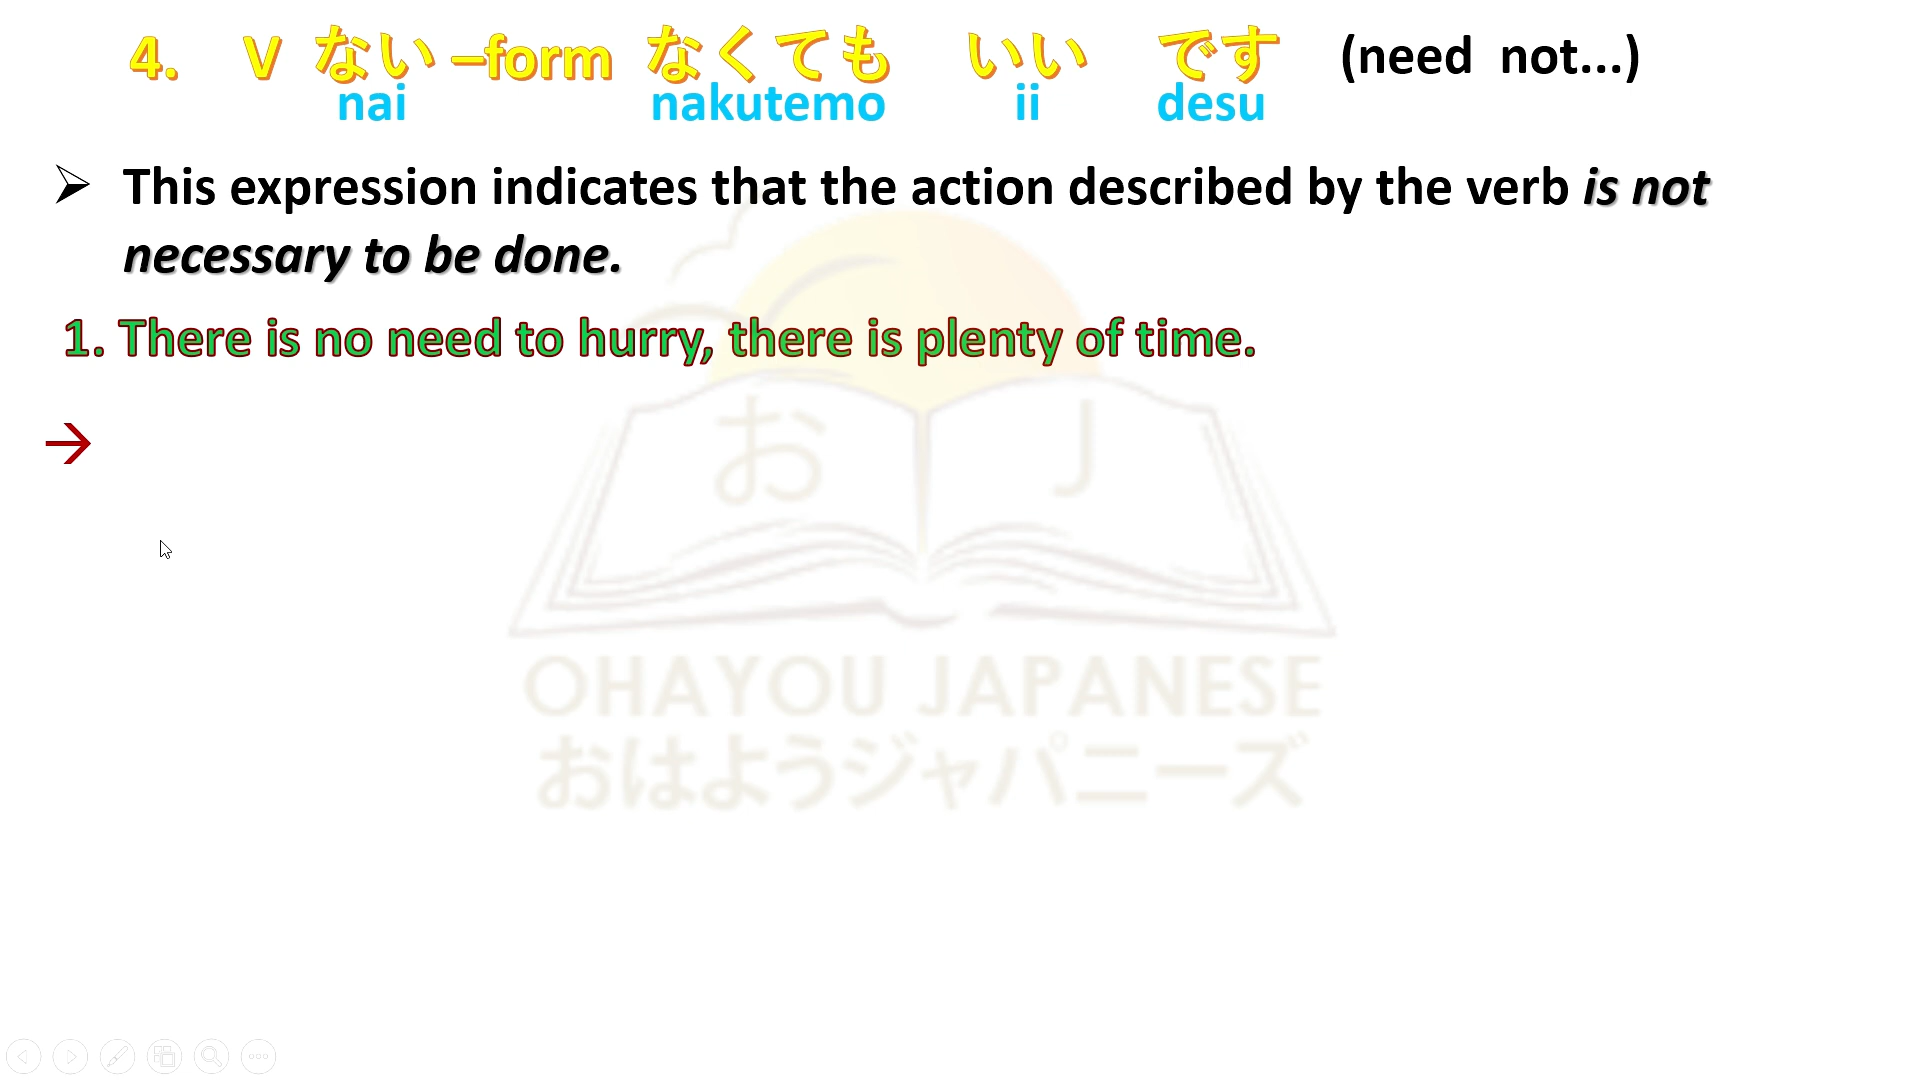 4. V ない –form なくても いい です (need not...)
nai nakutemo ii desu
This expression indicates that the action described by the verb is not
necessary to be done.
1. There is no need to hurry, there is plenty of time.
→
お J
OHAYOU JAPANESE
おはようジャパニーズ